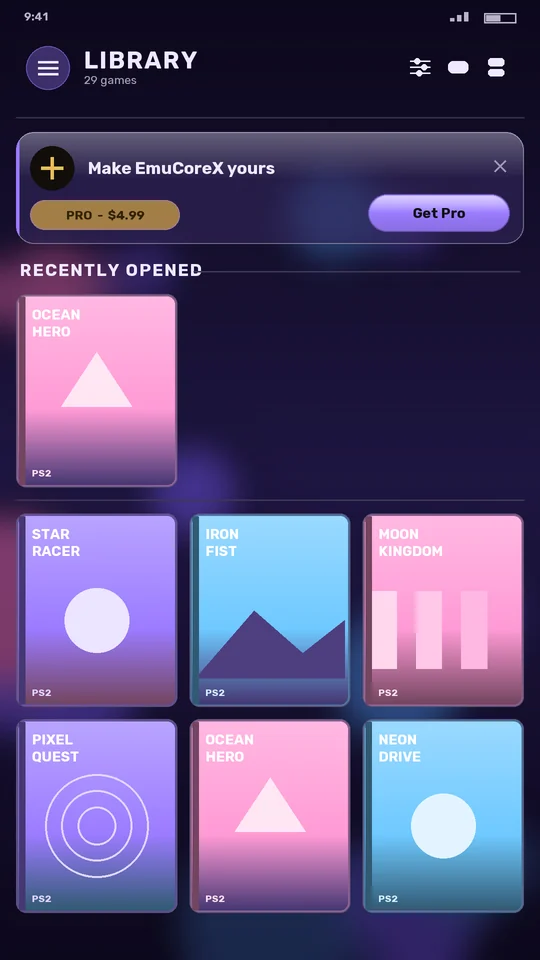 9:41
LIBRARY
29 games
Make EmuCoreX yours
PRO - $4.99
Get Pro
RECENTLY OPENED
OCEAN
HERO
PS2
STAR
RACER
PS2
IRON
FIST
PS2
MOON
KINGDOM
PS2
PIXEL
QUEST
PS2
OCEAN
HERO
PS2
NEON
DRIVE
PS2